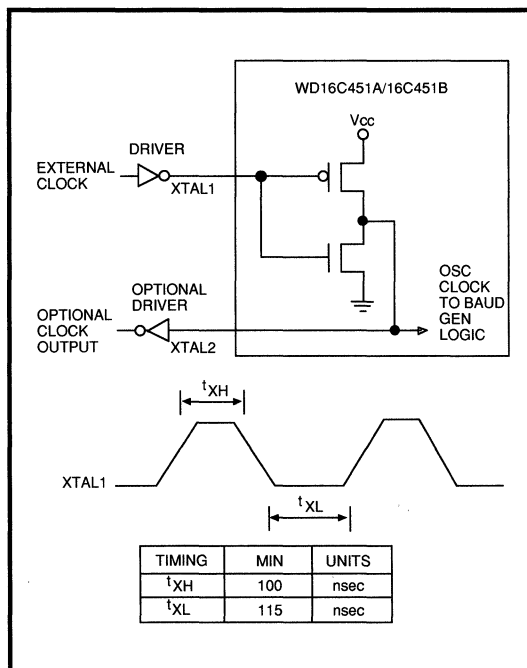 WD16C451A/16C451B
Vcc
DRIVER
EXTERNAL
CLOCK
XTAL1
OPTIONAL
DRIVER
OPTIONAL
CLOCK
OUTPUT
XTAL2
OSC
CLOCK
TO BAUD
GEN
LOGIC
tXH
XTAL1
tXL
TIMING MIN UNITS
tXH 100 nsec
tXL 115 nsec